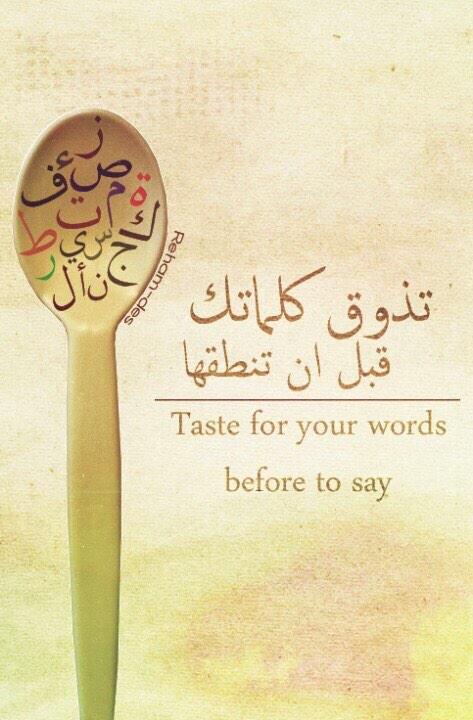 ز
ص ئ ف
ة م
ت ك
ط ي س ج
ر
ن أ ل
Reham-des
تذوق كلماتك
قبل ان تنطقها
Taste for your words
before to say